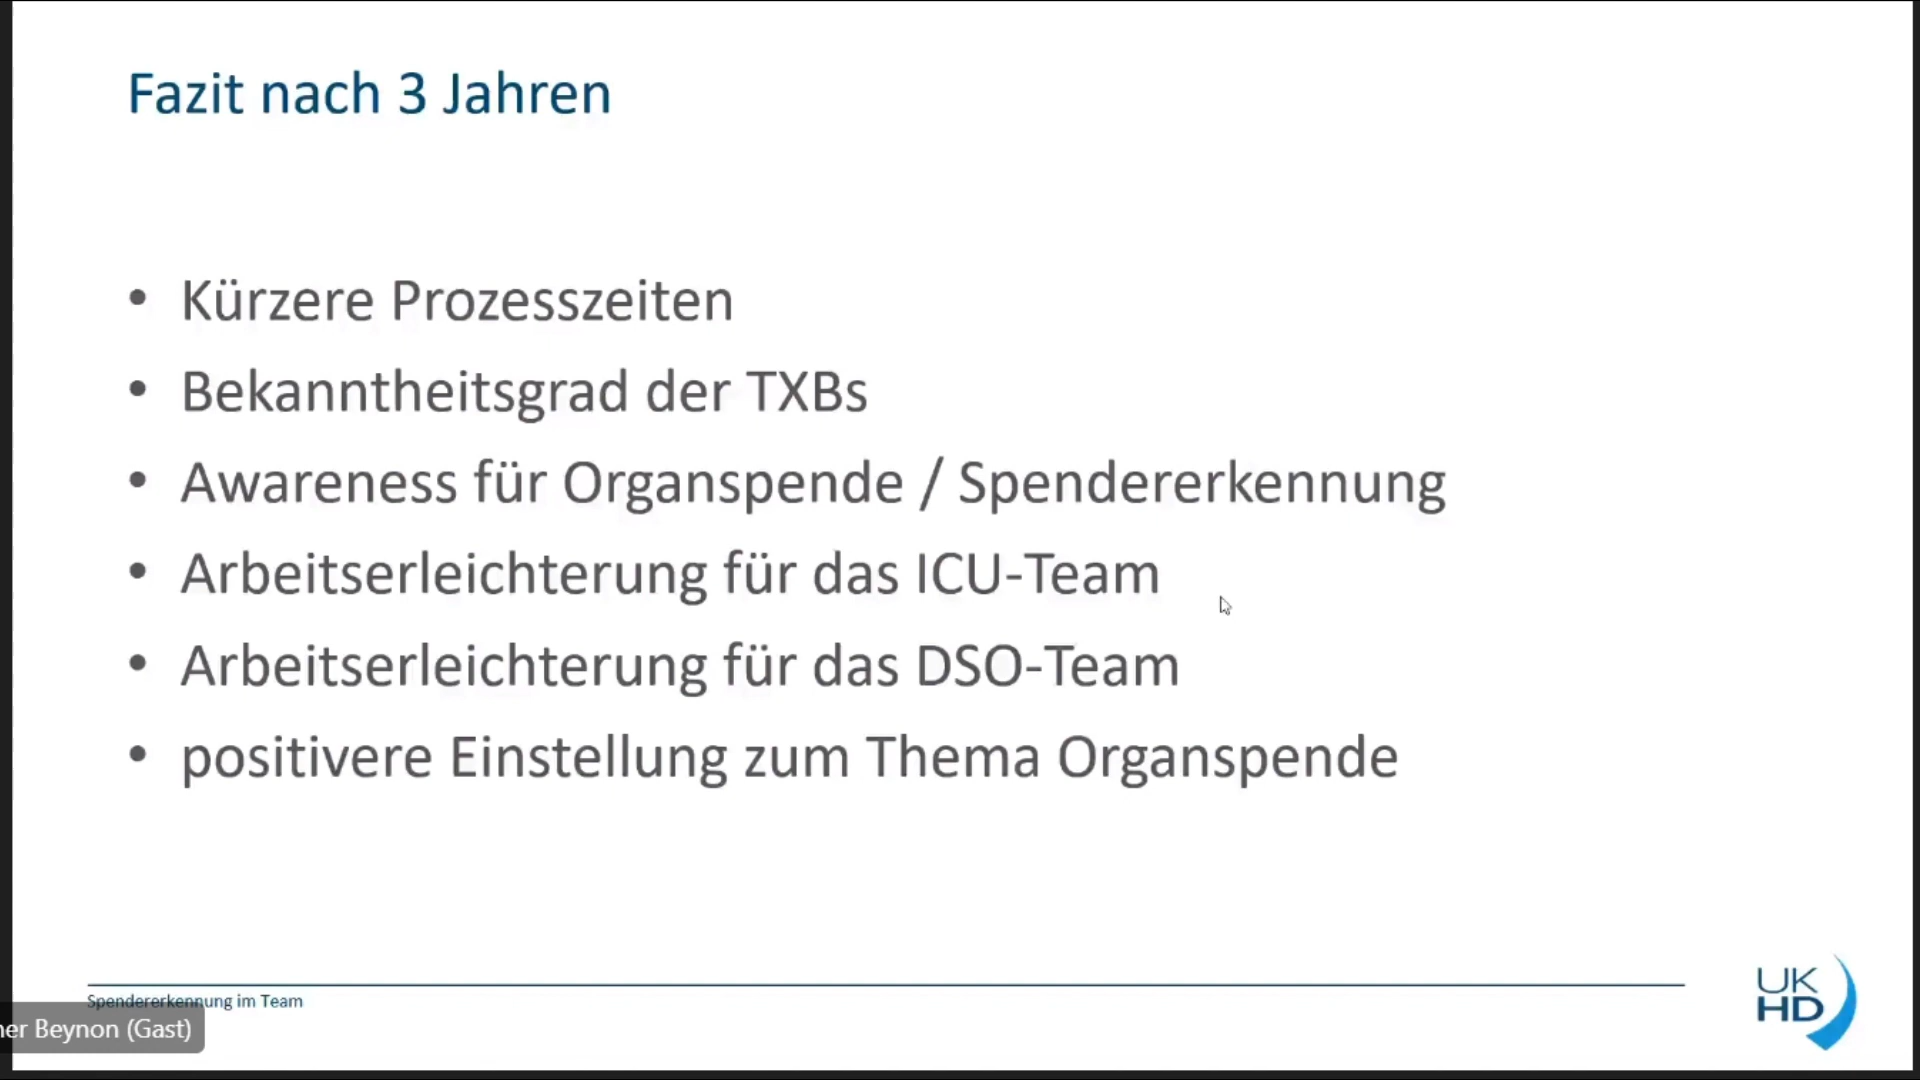 Fazit nach 3 Jahren
• Kürzere Prozesszeiten
• Bekanntheitsgrad der TXBs
• Awareness für Organspende / Spendererkennung
• Arbeitserleichterung für das ICU-Team
• Arbeitserleichterung für das DSO-Team
• positivere Einstellung zum Thema Organspende
Spendererkennung im Team
Beynon (Gast)
UK
HD